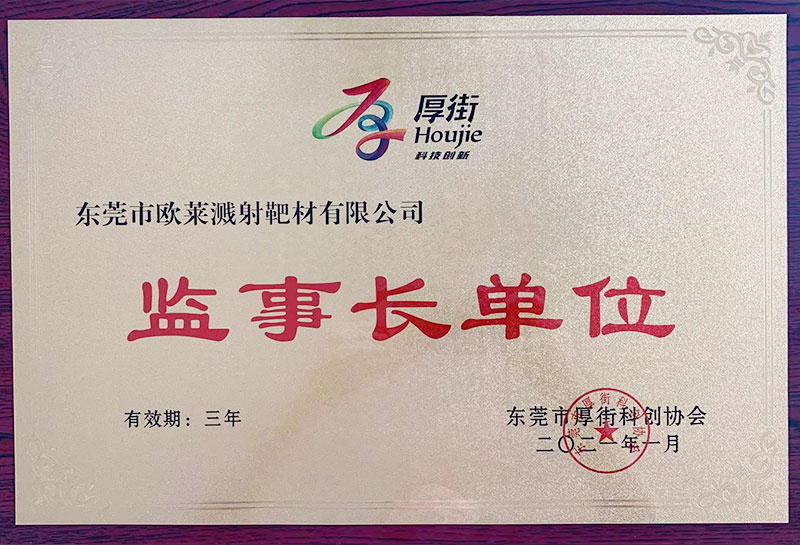 厚街
Houjie
科技创新
东莞市欧莱溅射靶材有限公司
监事长单位
有效期：三年
东莞市厚街科创协会
二〇二一年一月